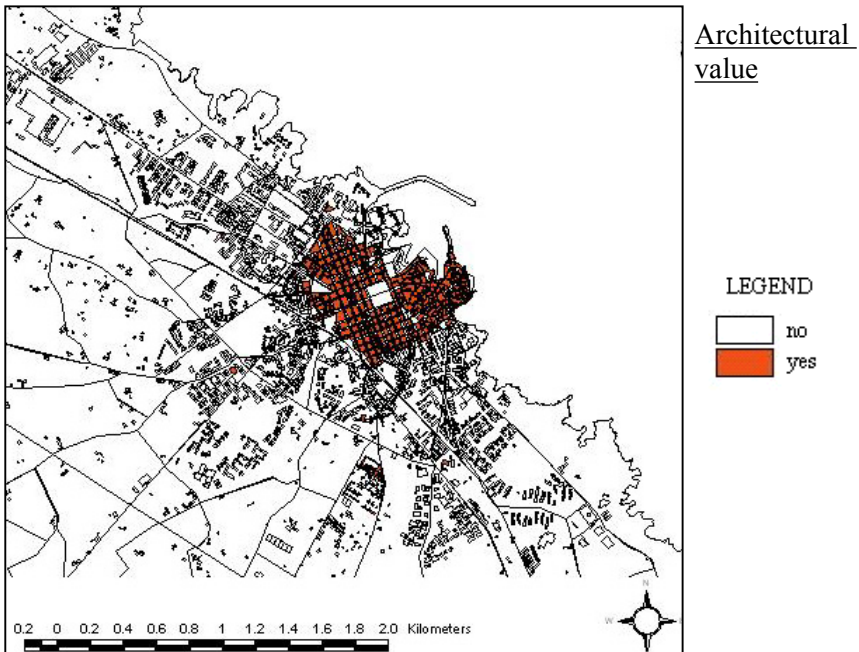 Architectural
value
LEGEND
no
yes
N
W
0.2 0 0.2 0.4 0.6 0.8 1 1.2 1.4 1.6 1.8 2.0 Kilometers